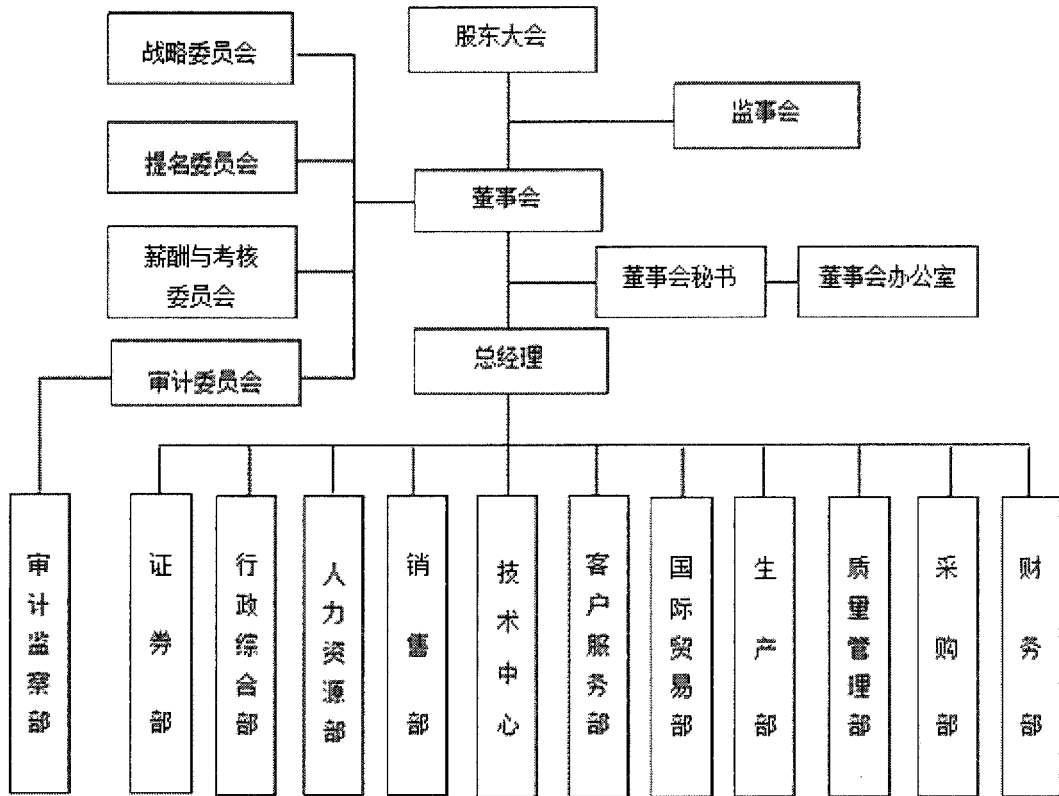 股东大会
战略委员会
监事会
提名委员会
董事会
薪酬与考核
委员会
董事会秘书
董事会办公室
总经理
审计委员会
审计监察部
证券部
行政综合部
人力资源部
销售部
技术中心
客户服务部
国际贸易部
生产部
质量管理部
采购部
财务部